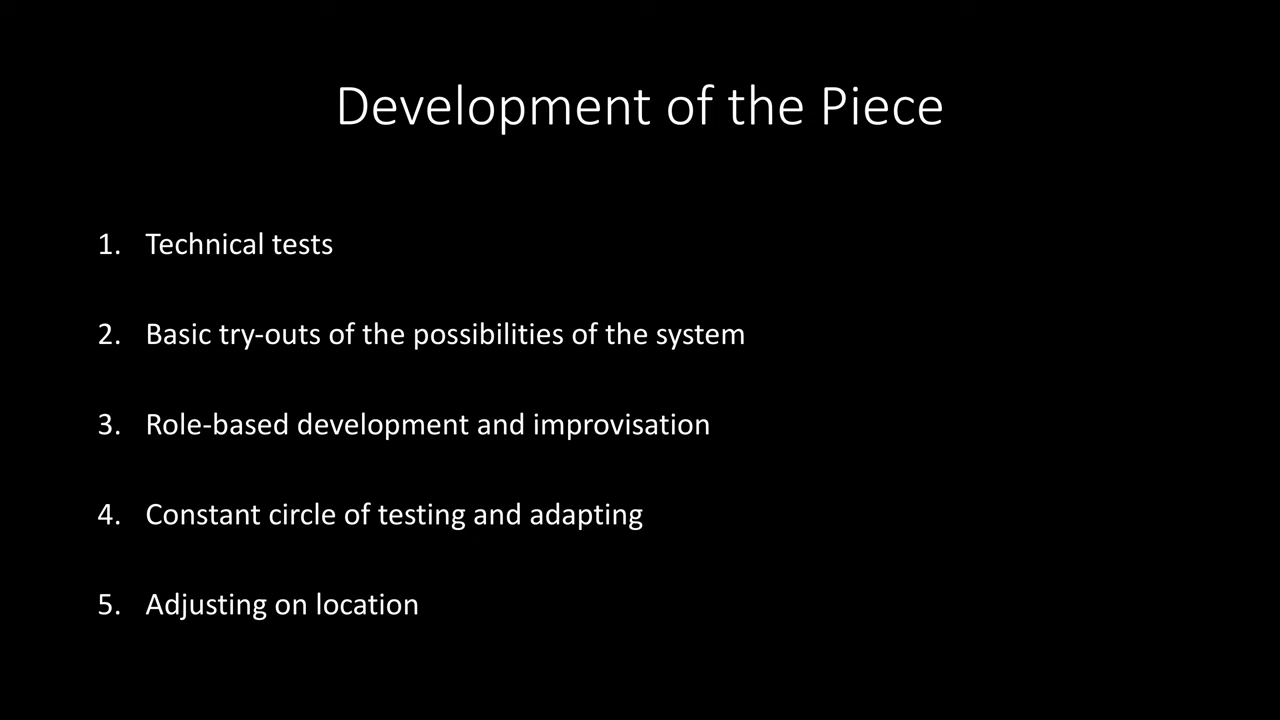 Development of the Piece
1. Technical tests
2. Basic try-outs of the possibilities of the system
3. Role-based development and improvisation
4. Constant circle of testing and adapting
5. Adjusting on location